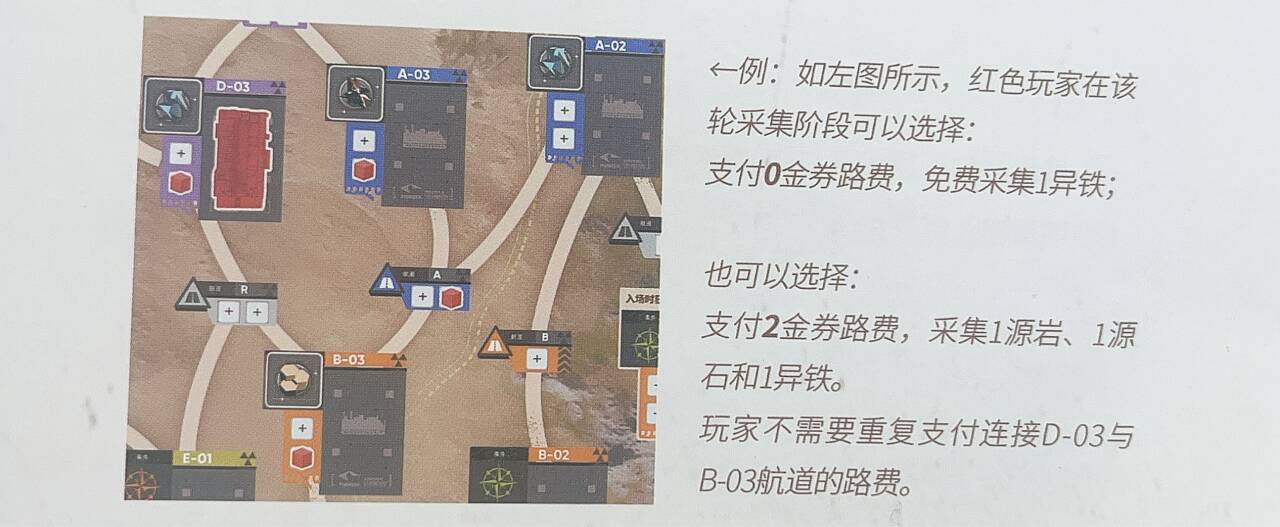 D-03
A-03
A-02
R
A
B
入场时
B-03
E-01
B-02
←例：如左图所示，红色玩家在该
轮采集阶段可以选择：
支付0金券路费，免费采集1异铁；
也可以选择：
支付2金券路费，采集1源岩、1源
石和1异铁。
玩家不需要重复支付连接D-03与
B-03航道的路费。